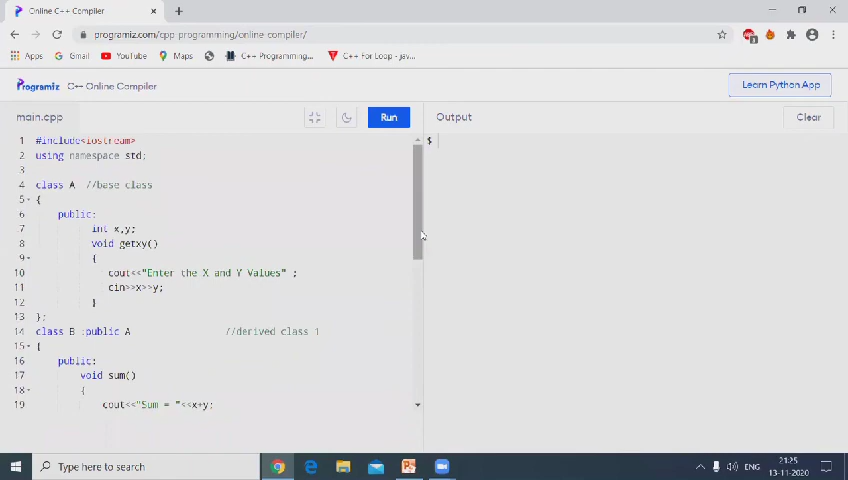 Online C++ Compiler
programiz.com/cpp-programming/online-compiler/
Apps
Gmail
YouTube
Maps
C++ Programming...
C++ For Loop - jav...
Programiz
C++ Online Compiler
Learn Python App
main.cpp
Run
Output
Clear
1 #include<iostream>
2 using namespace std;
3
4 class A //base class
5 {
6 public:
7 int x,y;
8 void getxy()
9 {
10 cout<<"Enter the X and Y Values" ;
11 cin>>x>>y;
12 }
13 };
14 class B :public A //derived class 1
15 {
16 public:
17 void sum()
18 {
19 cout<<"Sum = "<<x+y;
$
Type here to search
ENG
21:25
13-11-2020